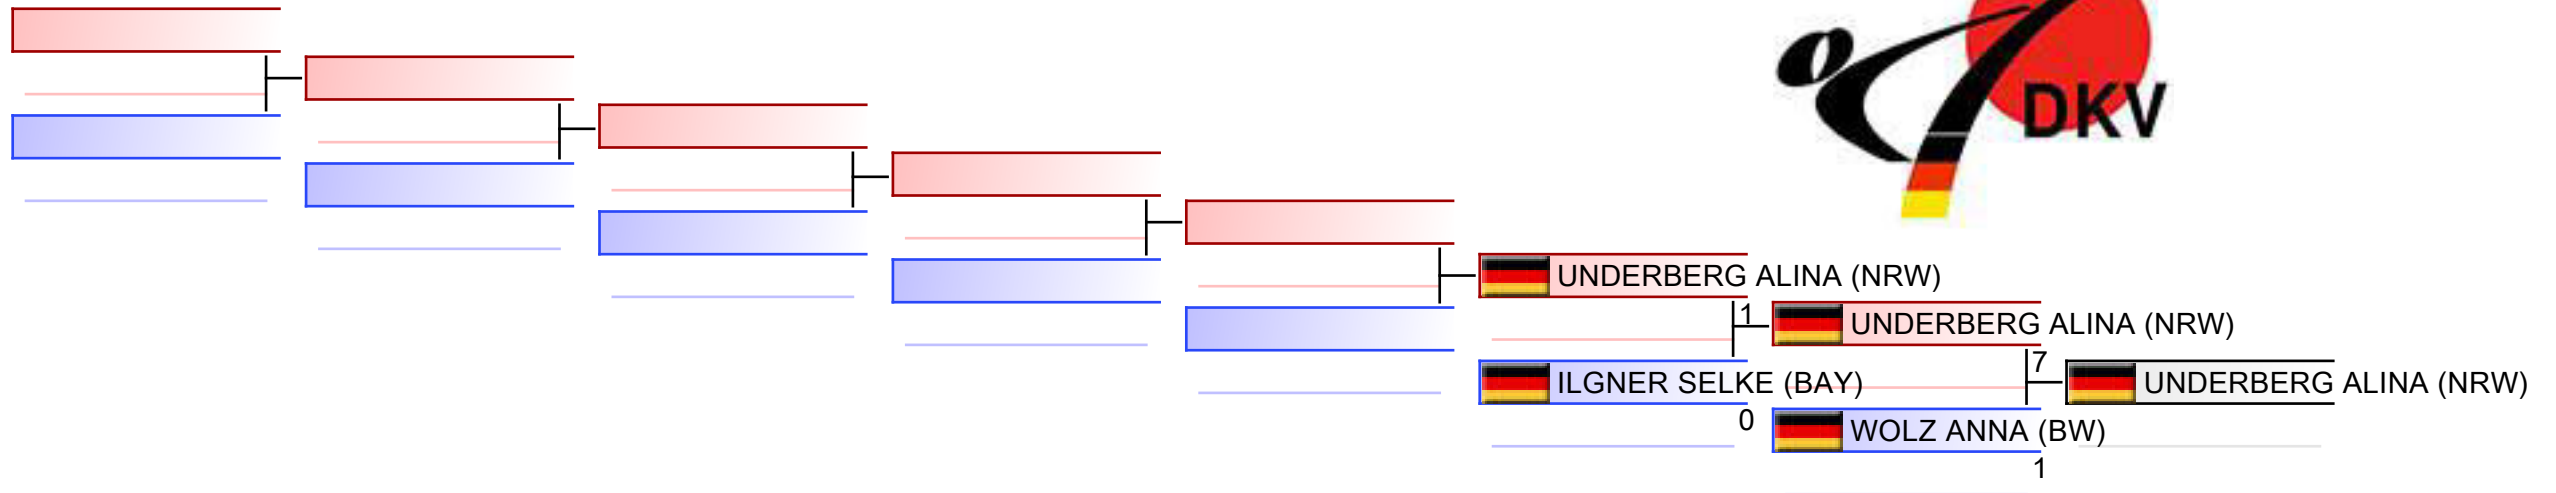 DKV
UNDERBERG ALINA (NRW)
1
UNDERBERG ALINA (NRW)
7
ILGNER SELKE (BAY)
UNDERBERG ALINA (NRW)
0
WOLZ ANNA (BW)
1